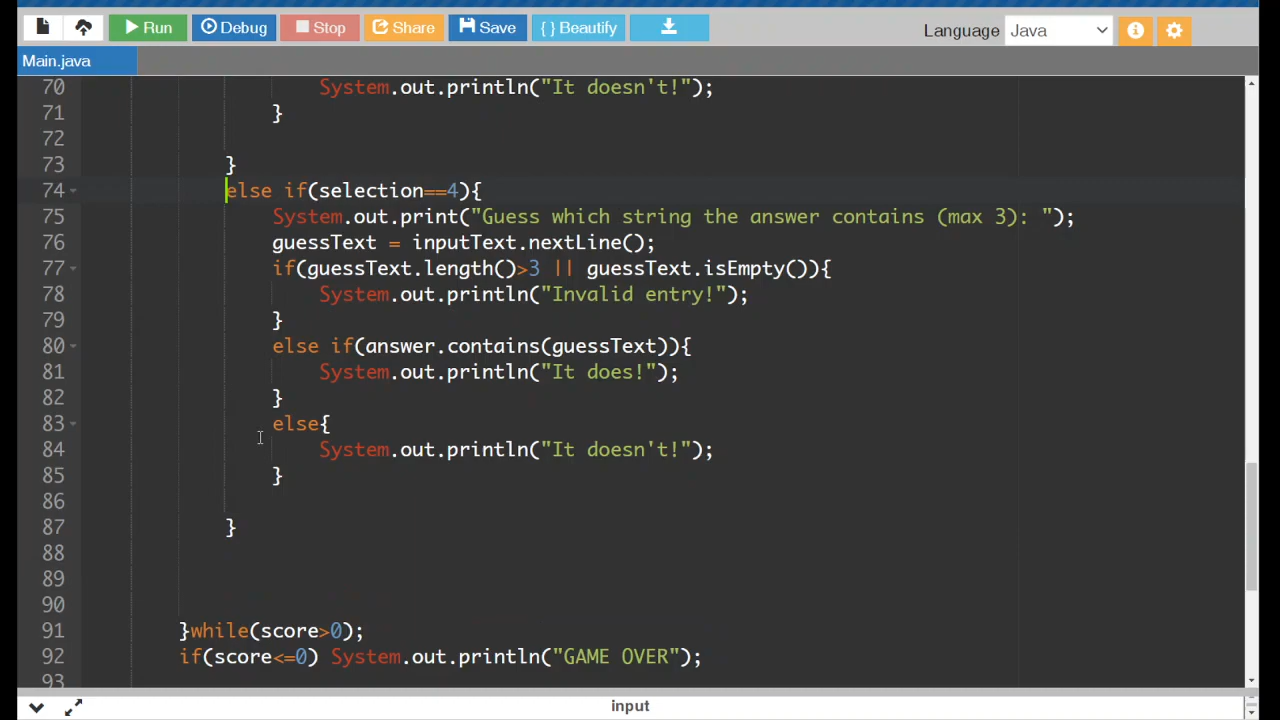 Run Debug Stop Share Save { } Beautify Language Java
Main.java
70 System.out.println("It doesn't!");
71 }
72
73 }
74 else if(selection==4){
75 System.out.print("Guess which string the answer contains (max 3): ");
76 guessText = inputText.nextLine();
77 if(guessText.length()>3 || guessText.isEmpty()){
78 System.out.println("Invalid entry!");
79 }
80 else if(answer.contains(guessText)){
81 System.out.println("It does!");
82 }
83 else{
84 System.out.println("It doesn't!");
85 }
86
87 }
88
89
90
91 }while(score>0);
92 if(score<=0) System.out.println("GAME OVER");
93
input